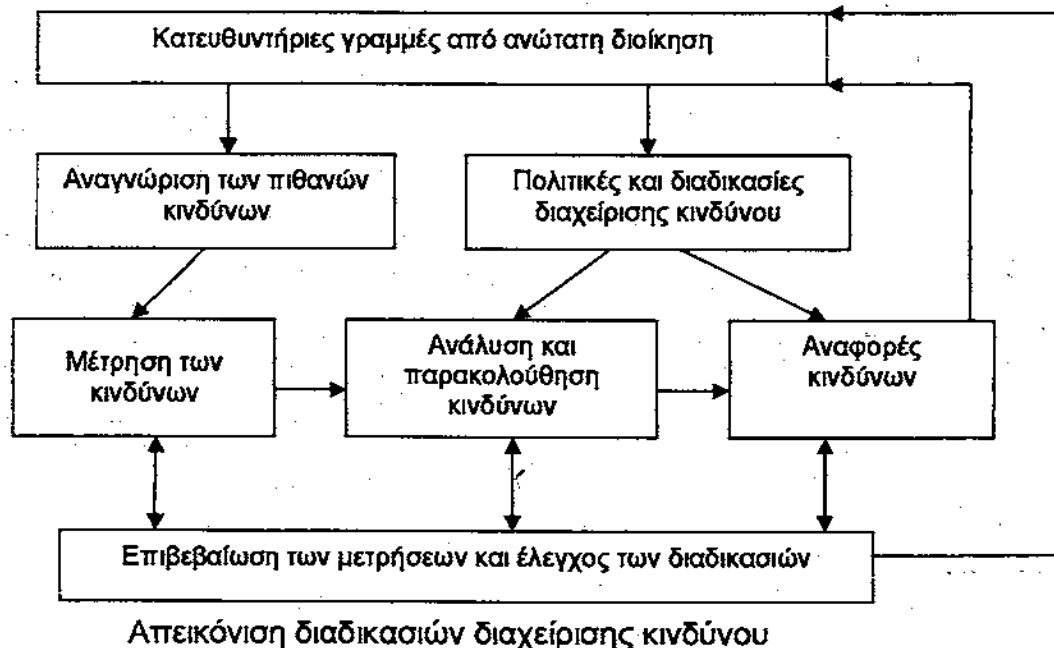 Κατευθυντήριες γραμμές από ανώτατη διοίκηση
Αναγνώριση των πιθανών
κινδύνων
Πολιτικές και διαδικασίες
διαχείρισης κινδύνου
Μέτρηση των
κινδύνων
Ανάλυση και
παρακολούθηση
κινδύνων
Αναφορές
κινδύνων
Επιβεβαίωση των μετρήσεων και έλεγχος των διαδικασιών
Απεικόνιση διαδικασιών διαχείρισης κινδύνου